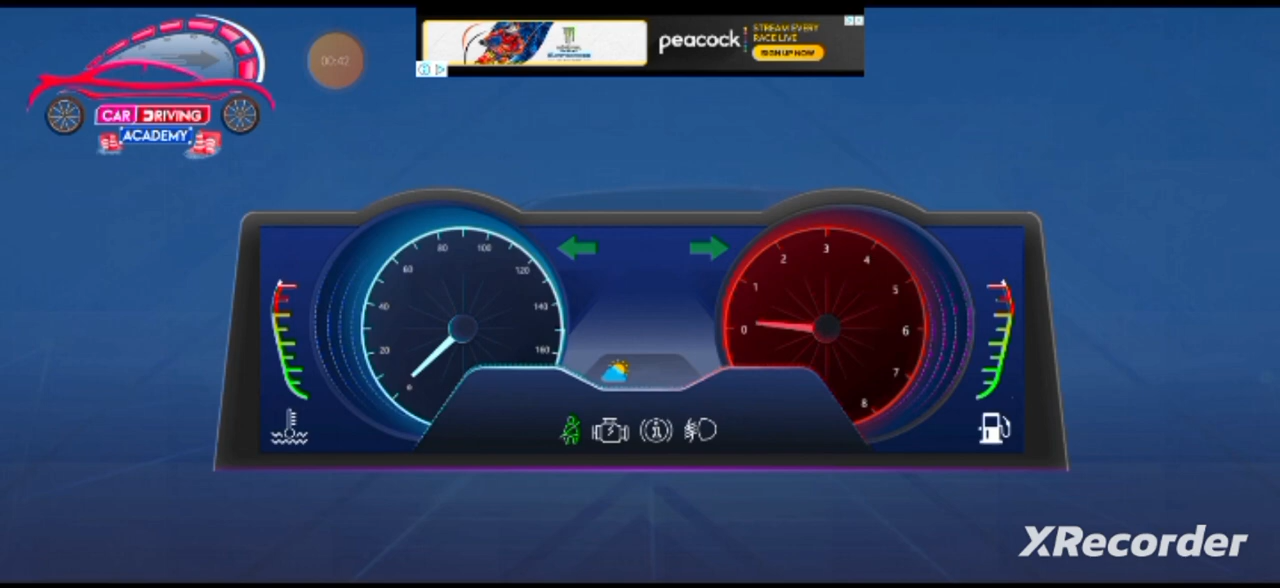 00:42
peacock
STREAM EVERY
RACE LIVE
SIGN UP NOW
CAR DRIVING
ACADEMY
0 20 40 60 80 100 120 140 160
0 1 2 3 4 5 6 7 8
XRecorder